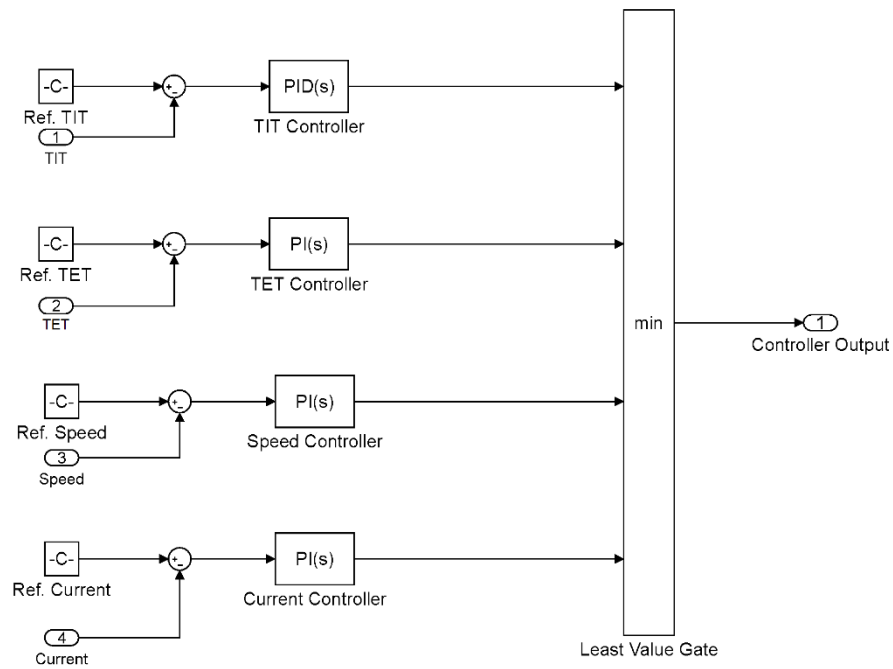 -C-
Ref. TIT
1
TIT
+
-
PID(s)
TIT Controller
-C-
Ref. TET
2
TET
+
-
PI(s)
TET Controller
-C-
Ref. Speed
3
Speed
+
-
PI(s)
Speed Controller
-C-
Ref. Current
4
Current
+
-
PI(s)
Current Controller
min
Least Value Gate
1
Controller Output